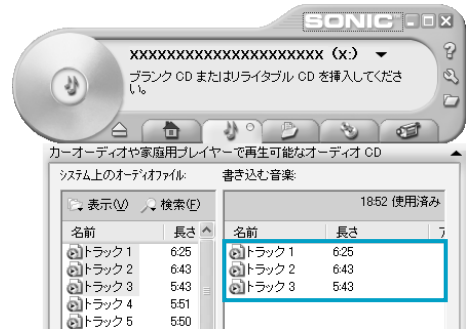 SONIC
XXXXXXXXXXXXXXXXXXXXXX (X:)
ブランク CD またはリライタブル CD を挿入してくださ
い。
カーオーディオや家庭用プレイヤーで再生可能なオーディオ CD
システム上のオーディオファイル: 書き込む音楽:
表示(V) 検索(F) 18:52 使用済み
名前 長さ 名前 長さ
トラック 1 6:25 トラック 1 6:25
トラック 2 6:43 トラック 2 6:43
トラック 3 5:43 トラック 3 5:43
トラック 4 5:51
トラック 5 5:50